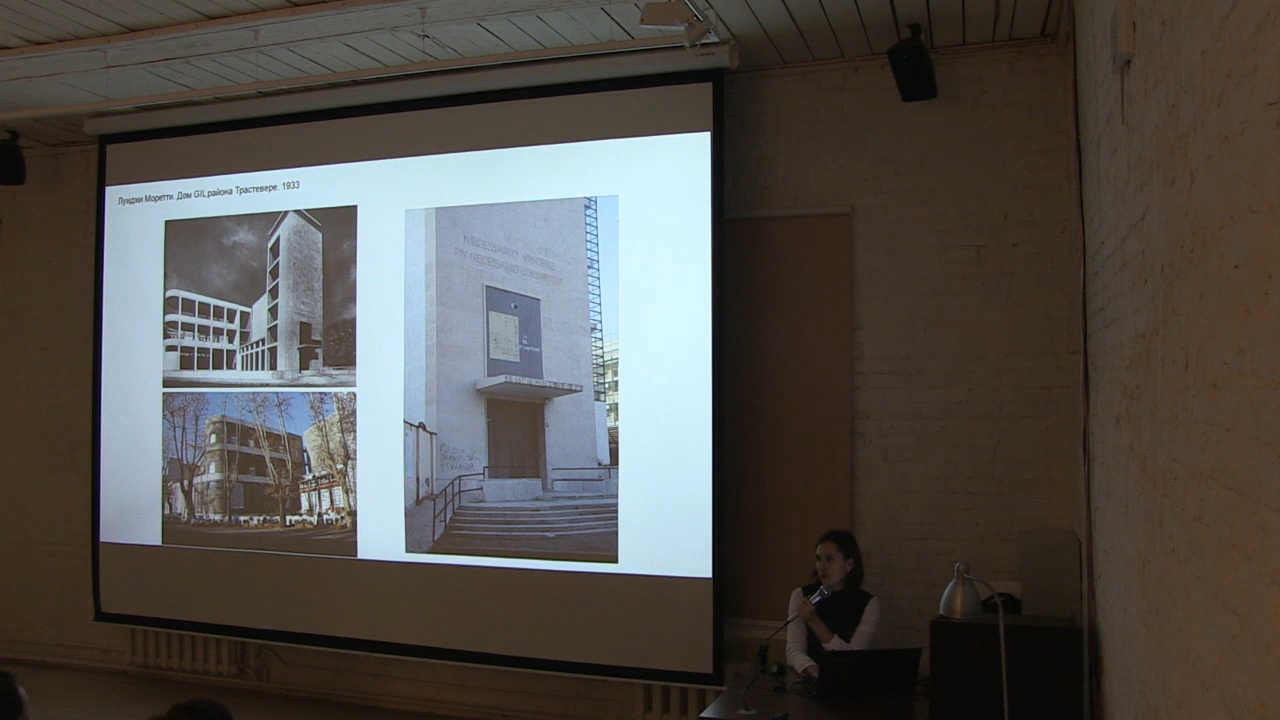 Луиджи Моретти. Дом GIL района Трастевере. 1933
NECESSARIO VINCERE
PIU NECESSARIO COMBATTERE